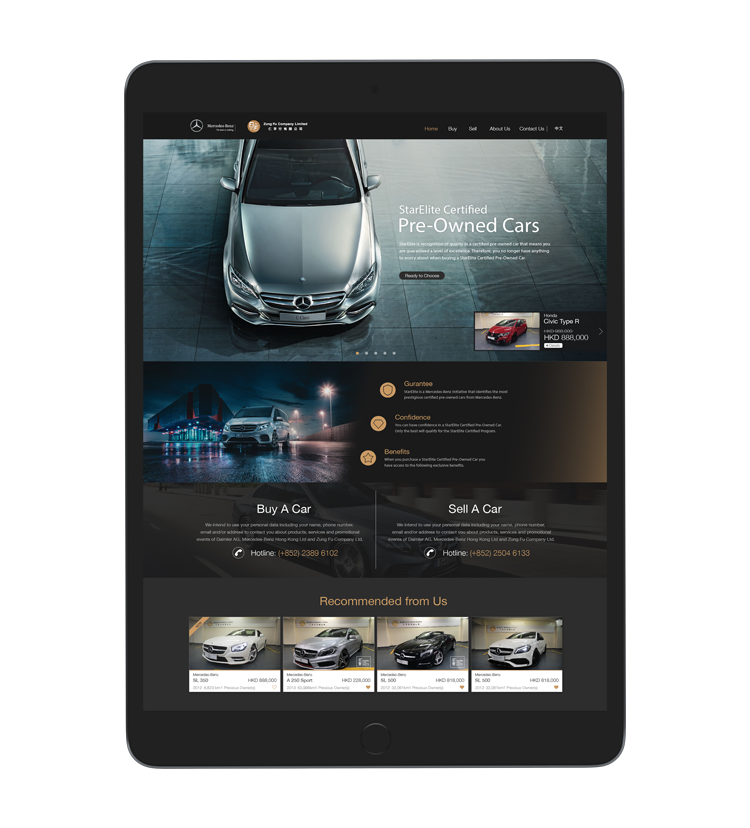 Mercedes-Benz
Zung Fu Company Limited
仁孚行有限公司
Home Buy Sell About Us Contact Us 中文
StarElite Certified
Pre-Owned Cars
StarElite is recognition of quality in a certified pre-owned car that means you
are guaranteed a level of excellence. Therefore, you no longer have anything
to worry about when buying a StarElite Certified Pre-Owned Car.
Ready to Choose
Honda
Civic Type R
HKD 888,000
Gurantee
StarElite is a Mercedes-Benz initiative that identifies the most
prestigious certified pre-owned cars from Mercedes-Benz.
Confidence
You can have confidence in a StarElite Certified Pre-Owned Car.
Only the best will qualify for the StarElite Certified Program.
Benefits
When you purchase a StarElite Certified Pre-Owned Car you
have access to the following exclusive benefits.
Buy A Car
We intend to use your personal data including your name, phone number,
email and/or address to contact you about products, services and promotional
events of Daimler AG, Mercedes-Benz Hong Kong Ltd and Zung Fu Company Ltd.
Hotline: (+852) 2389 6102
Sell A Car
We intend to use your personal data including your name, phone number,
email and/or address to contact you about products, services and promotional
events of Daimler AG, Mercedes-Benz Hong Kong Ltd and Zung Fu Company Ltd.
Hotline: (+852) 2504 6133
Recommended from Us
Mercedes-Benz
SL 350 HKD 688,000
Mercedes-Benz
A 250 Sport HKD 228,000
Mercedes-Benz
SL 500 HKD 818,000
Mercedes-Benz
SL 500 HKD 818,000